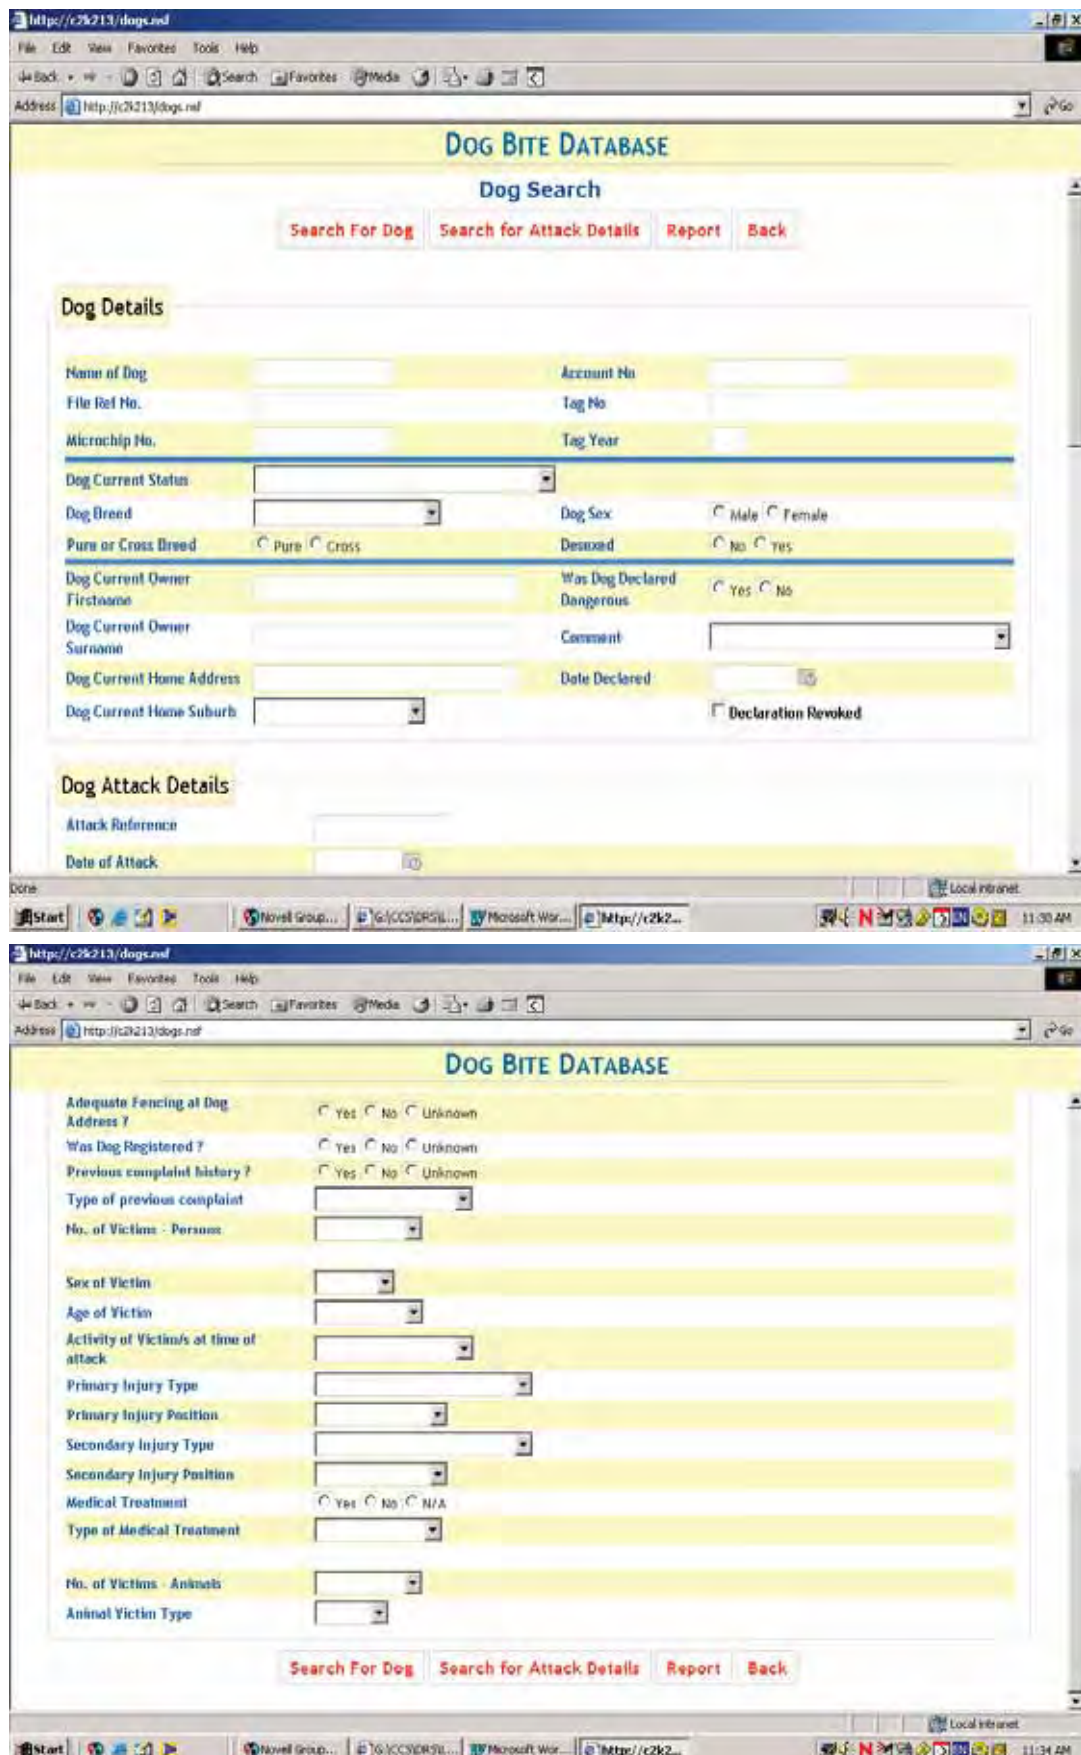 http://c2k213/dogs.nsf
File Edit View Favorites Tools Help
Back Search Favorites Media
Address http://c2k213/dogs.nsf Go
DOG BITE DATABASE
Dog Search
Search For Dog Search for Attack Details Report Back
Dog Details
Name of Dog Account No
File Ref No. Tag No
Microchip No. Tag Year
Dog Current Status
Dog Breed Dog Sex Male Female
Pure or Cross Breed Pure Cross Desexed No Yes
Dog Current Owner Firstname Was Dog Declared Dangerous Yes No
Dog Current Owner Surname Comment
Dog Current Home Address Date Declared
Dog Current Home Suburb Declaration Revoked
Dog Attack Details
Attack Reference
Date of Attack
Done Local intranet
Start Novell Group... G:\CCS\DRS\L... Microsoft Wor... http://c2k2... 11:30 AM
http://c2k213/dogs.nsf
File Edit View Favorites Tools Help
Back Search Favorites Media
Address http://c2k213/dogs.nsf Go
DOG BITE DATABASE
Adequate Fencing at Dog
Address ? Yes No Unknown
Was Dog Registered ? Yes No Unknown
Previous complaint history ? Yes No Unknown
Type of previous complaint
No. of Victims - Persons
Sex of Victim
Age of Victim
Activity of Victim/s at time of
attack
Primary Injury Type
Primary Injury Position
Secondary Injury Type
Secondary Injury Position
Medical Treatment Yes No N/A
Type of Medical Treatment
No. of Victims - Animals
Animal Victim Type
Search For Dog Search for Attack Details Report Back
Local intranet
Start Novell Group... G:\CCS\DRS\L... Microsoft Wor... http://c2k2... 11:34 AM